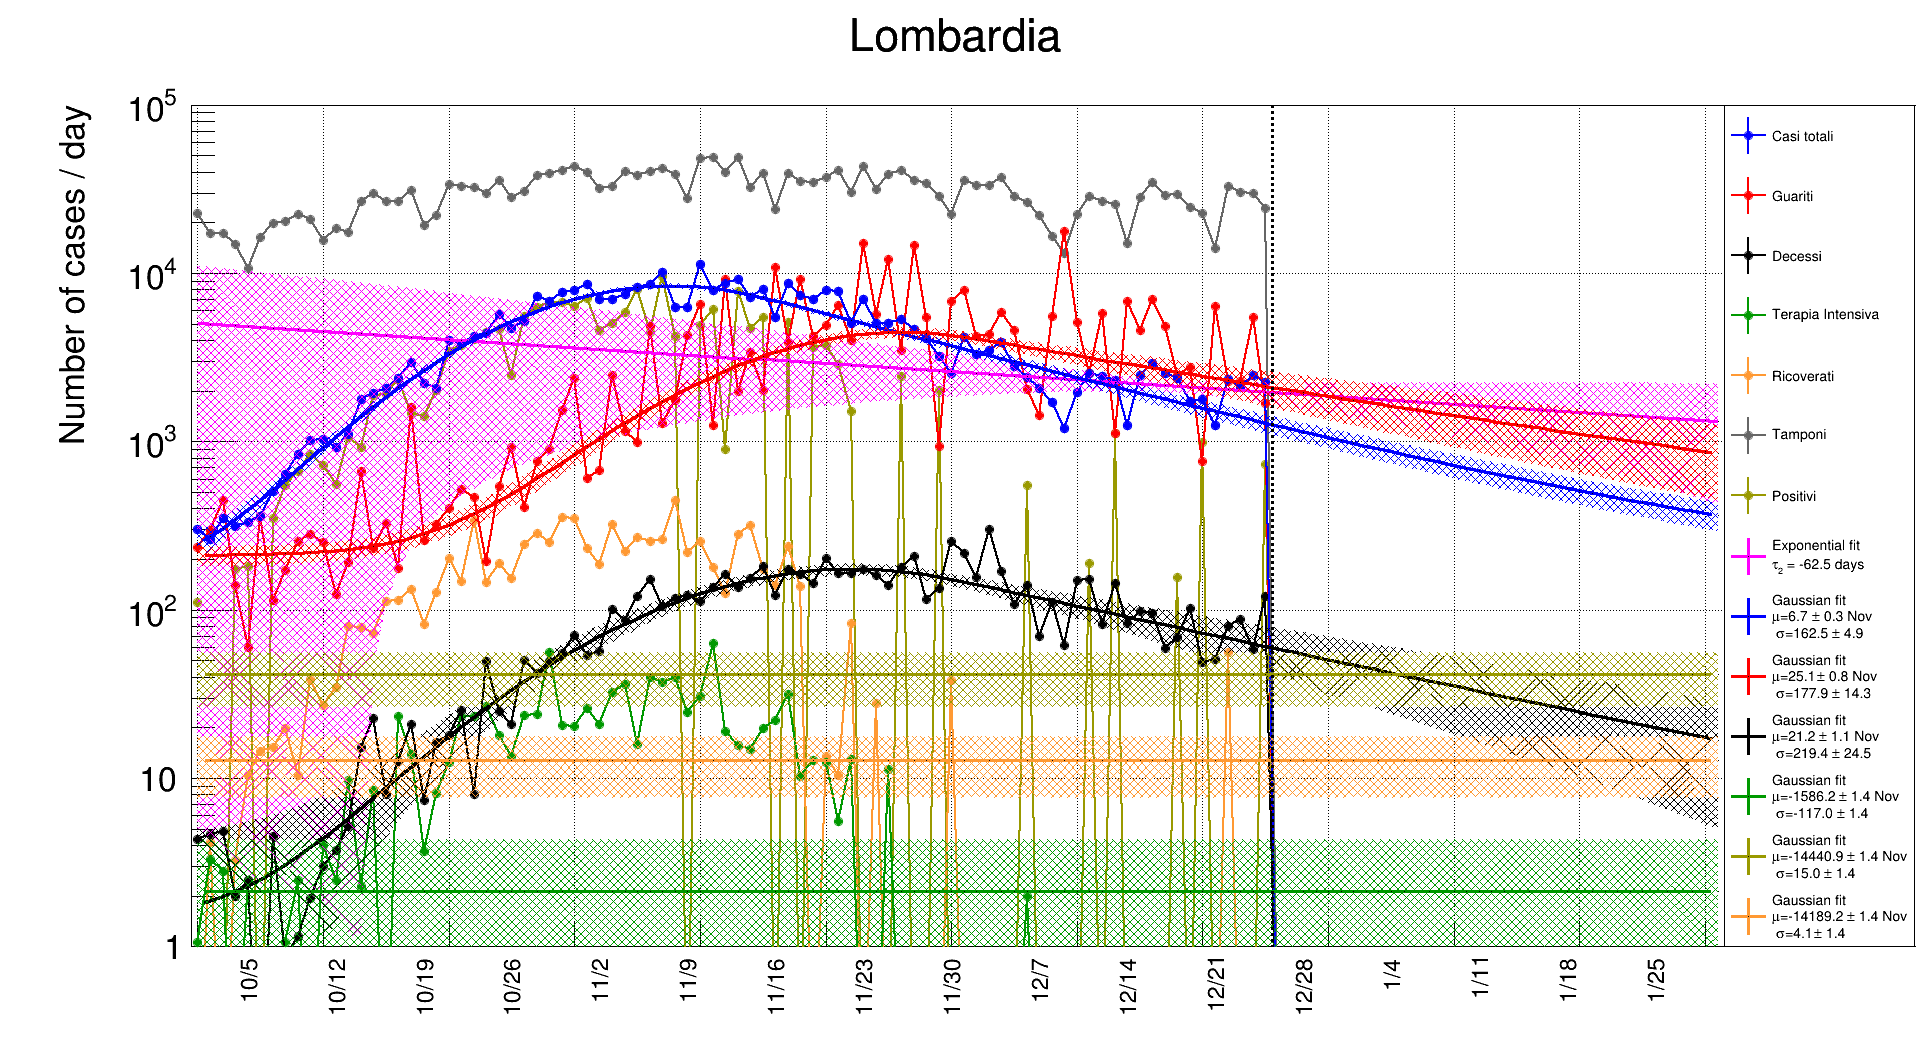 Lombardia
Number of cases / day
10^5
10^4
10^3
10^2
10
1
10/5
10/12
10/19
10/26
11/2
11/9
11/16
11/23
11/30
12/7
12/14
12/21
12/28
1/4
1/11
1/18
1/25
Casi totali
Guariti
Decessi
Terapia Intensiva
Ricoverati
Tamponi
Positivi
Exponential fit
τ₂ = -62.5 days
Gaussian fit
μ=6.7 ± 0.3 Nov
σ=162.5 ± 4.9
Gaussian fit
μ=25.1 ± 0.8 Nov
σ=177.9 ± 14.3
Gaussian fit
μ=21.2 ± 1.1 Nov
σ=219.4 ± 24.5
Gaussian fit
μ=-1586.2 ± 1.4 Nov
σ=-117.0 ± 1.4
Gaussian fit
μ=-14440.9 ± 1.4 Nov
σ=15.0 ± 1.4
Gaussian fit
μ=-14189.2 ± 1.4 Nov
σ=4.1 ± 1.4